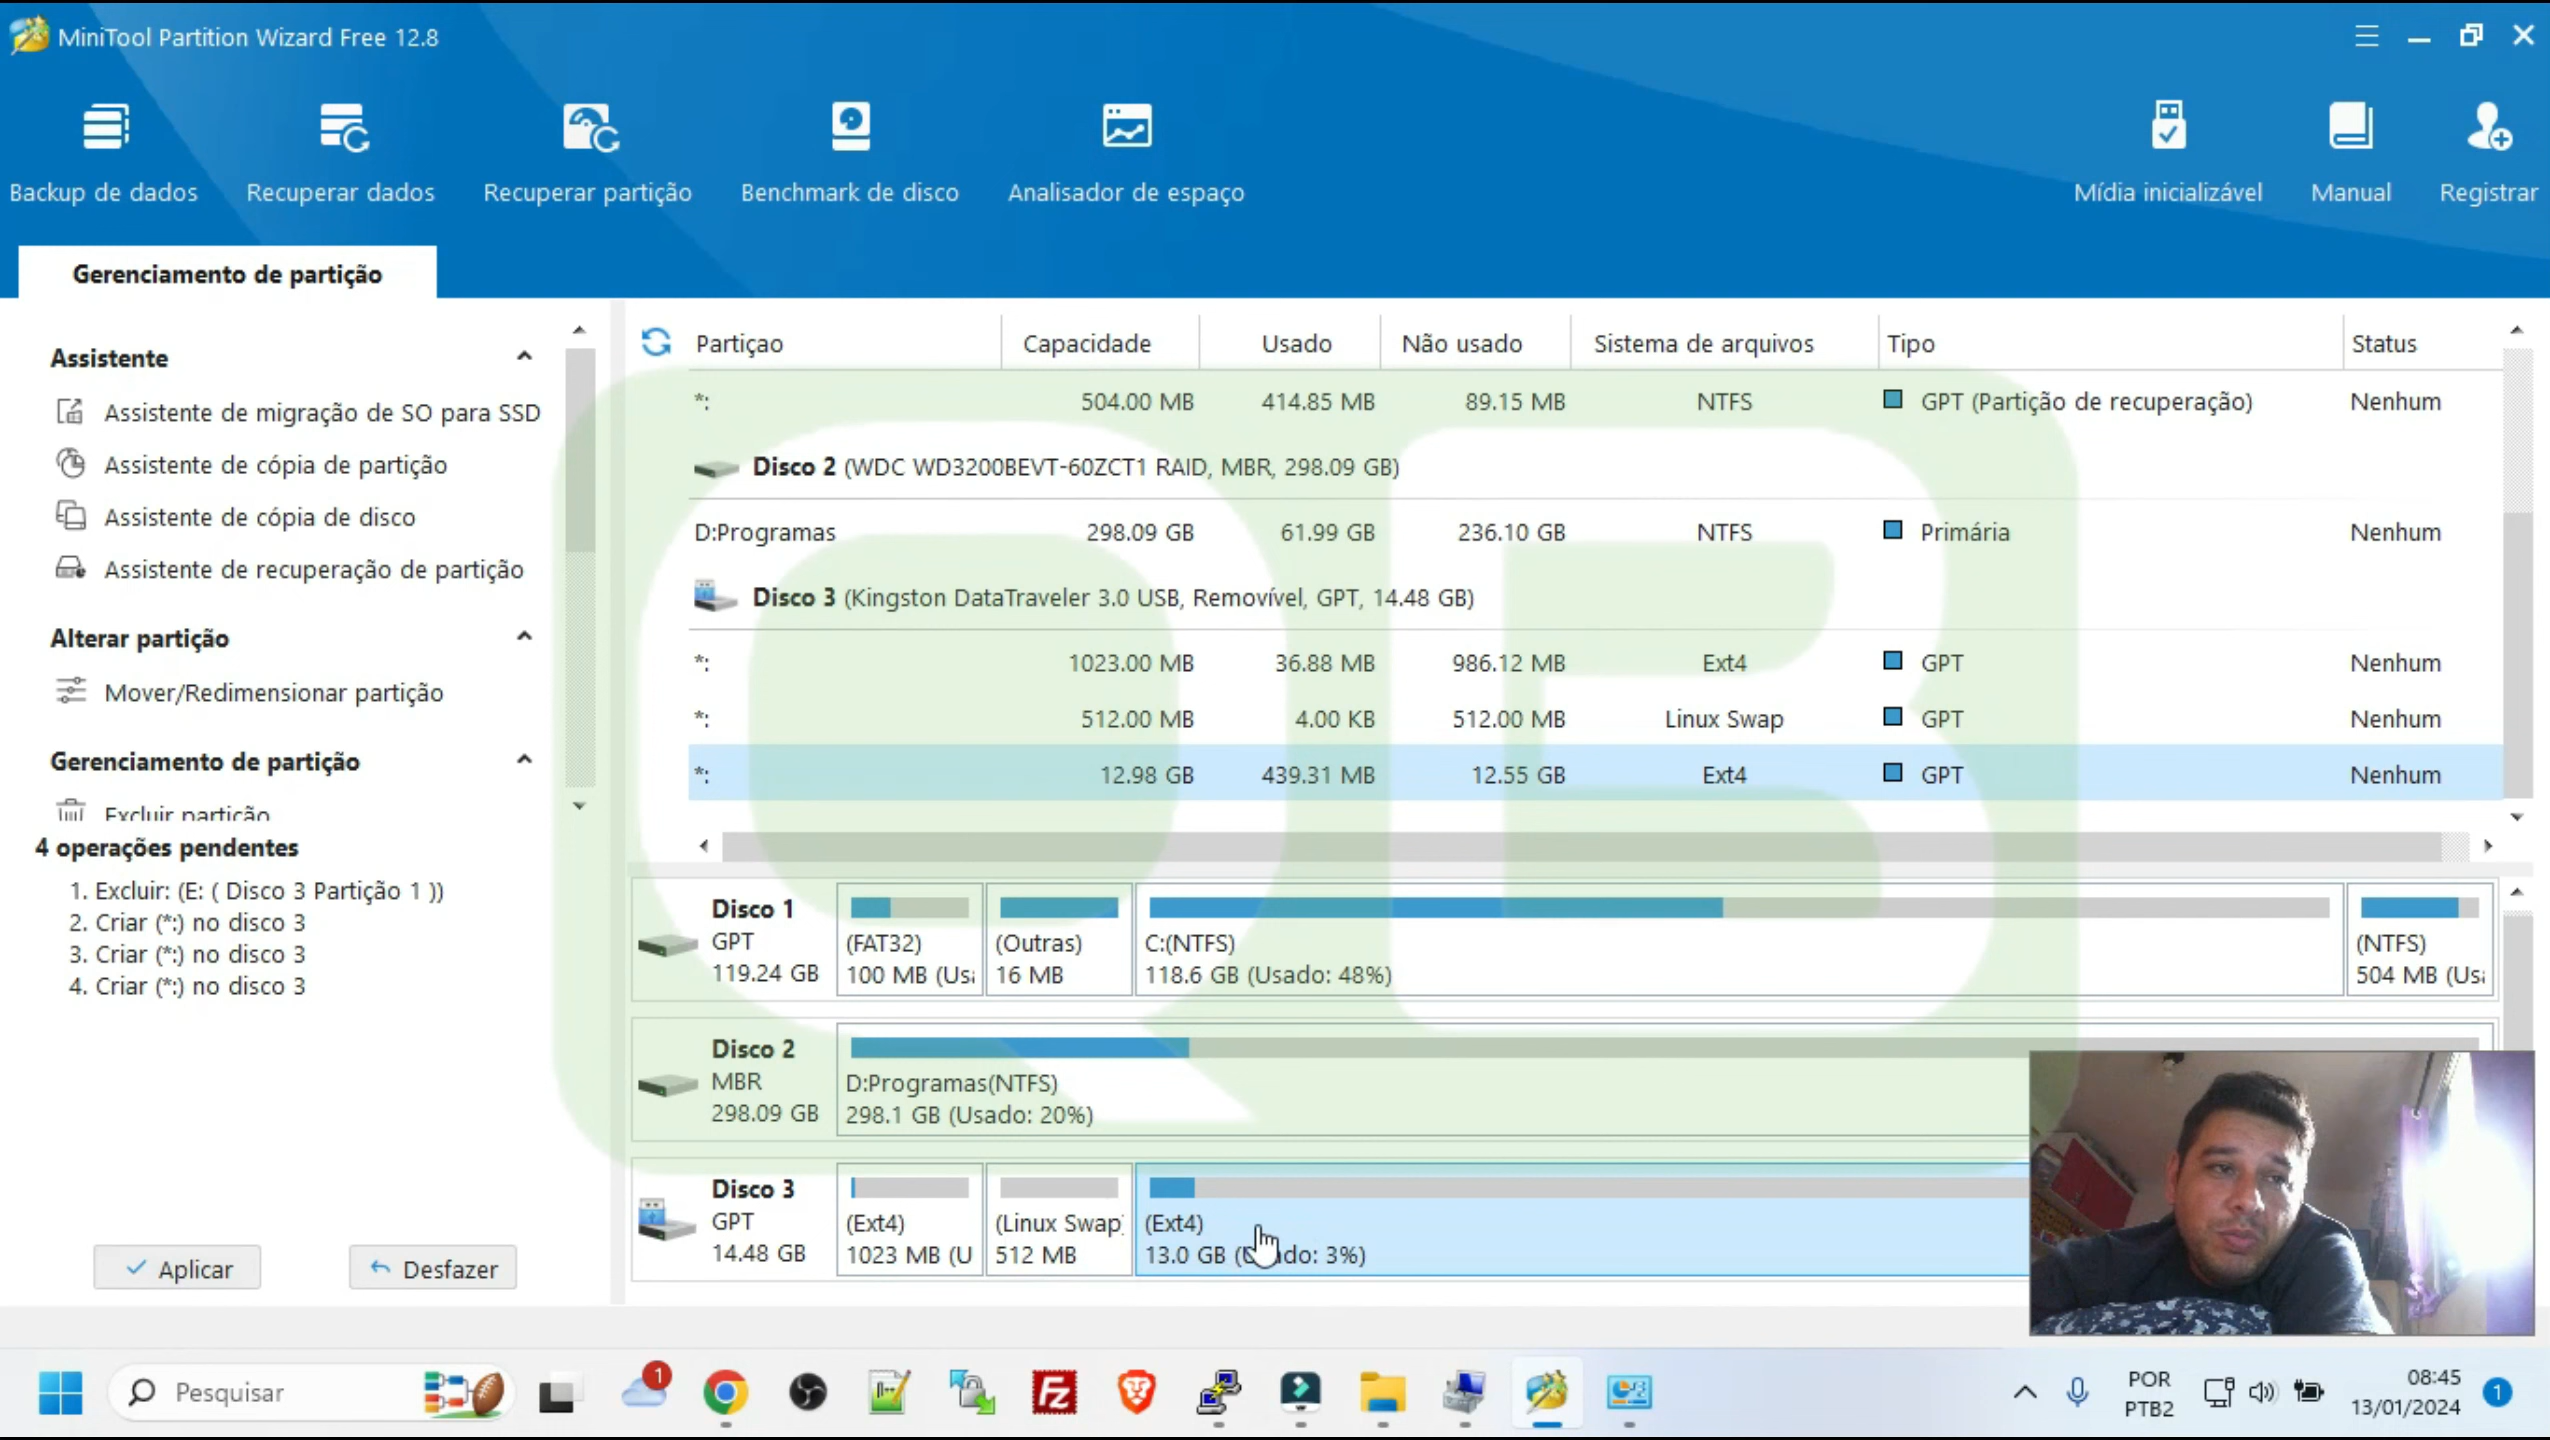 MiniTool Partition Wizard Free 12.8
Backup de dados
Recuperar dados
Recuperar partição
Benchmark de disco
Analisador de espaço
Mídia inicializável
Manual
Registrar
Gerenciamento de partição
Assistente
Assistente de migração de SO para SSD
Assistente de cópia de partição
Assistente de cópia de disco
Assistente de recuperação de partição
Alterar partição
Mover/Redimensionar partição
Gerenciamento de partição
Excluir partição
4 operações pendentes
1. Excluir: (E: ( Disco 3 Partição 1 ))
2. Criar (*:) no disco 3
3. Criar (*:) no disco 3
4. Criar (*:) no disco 3
Aplicar Desfazer
Partiçao Capacidade Usado Não usado Sistema de arquivos Tipo Status
*: 504.00 MB 414.85 MB 89.15 MB NTFS GPT (Partição de recuperação) Nenhum
Disco 2 (WDC WD3200BEVT-60ZCT1 RAID, MBR, 298.09 GB)
D:Programas 298.09 GB 61.99 GB 236.10 GB NTFS Primária Nenhum
Disco 3 (Kingston DataTraveler 3.0 USB, Removível, GPT, 14.48 GB)
*: 1023.00 MB 36.88 MB 986.12 MB Ext4 GPT Nenhum
*: 512.00 MB 4.00 KB 512.00 MB Linux Swap GPT Nenhum
*: 12.98 GB 439.31 MB 12.55 GB Ext4 GPT Nenhum
Disco 1
GPT (FAT32) (Outras) C:(NTFS) (NTFS)
119.24 GB 100 MB (Usa 16 MB 118.6 GB (Usado: 48%) 504 MB (Usa
Disco 2
MBR D:Programas(NTFS)
298.09 GB 298.1 GB (Usado: 20%)
Disco 3
GPT (Ext4) (Linux Swap) (Ext4)
14.48 GB 1023 MB (U 512 MB 13.0 GB ( do: 3%)
Pesquisar
1
FZ
POR
PTB2
08:45
13/01/2024
1